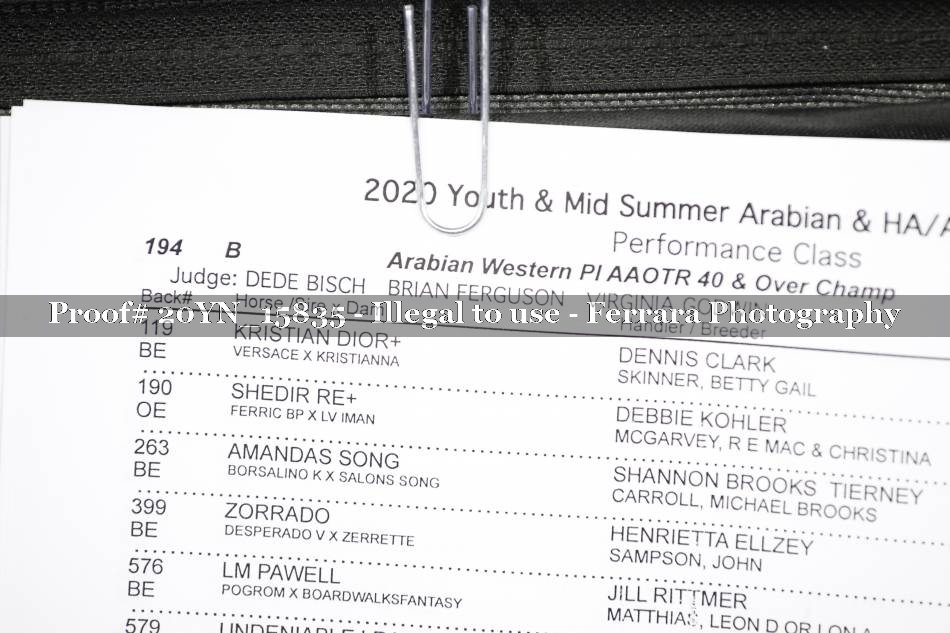 2020 Youth & Mid Summer Arabian & HA/A
Performance Class
194 B Arabian Western Pl AAOTR 40 & Over Champ
Judge: DEDE BISCH BRIAN FERGUSON VIRGINIA GODWIN
Back# Horse /Sire x Dam Handler / Breeder
Proof# 20YN_15835 - Illegal to use - Ferrara Photography
119 KRISTIAN DIOR+ DENNIS CLARK
BE VERSACE X KRISTIANNA SKINNER, BETTY GAIL
190 SHEDIR RE+ DEBBIE KOHLER
OE FERRIC BP X LV IMAN MCGARVEY, R E MAC & CHRISTINA
263 AMANDAS SONG SHANNON BROOKS TIERNEY
BE BORSALINO K X SALONS SONG CARROLL, MICHAEL BROOKS
399 ZORRADO HENRIETTA ELLZEY
BE DESPERADO V X ZERRETTE SAMPSON, JOHN
576 LM PAWELL JILL RITTMER
BE POGROM X BOARDWALKSFANTASY MATTHIAS, LEON D OR LON A
579